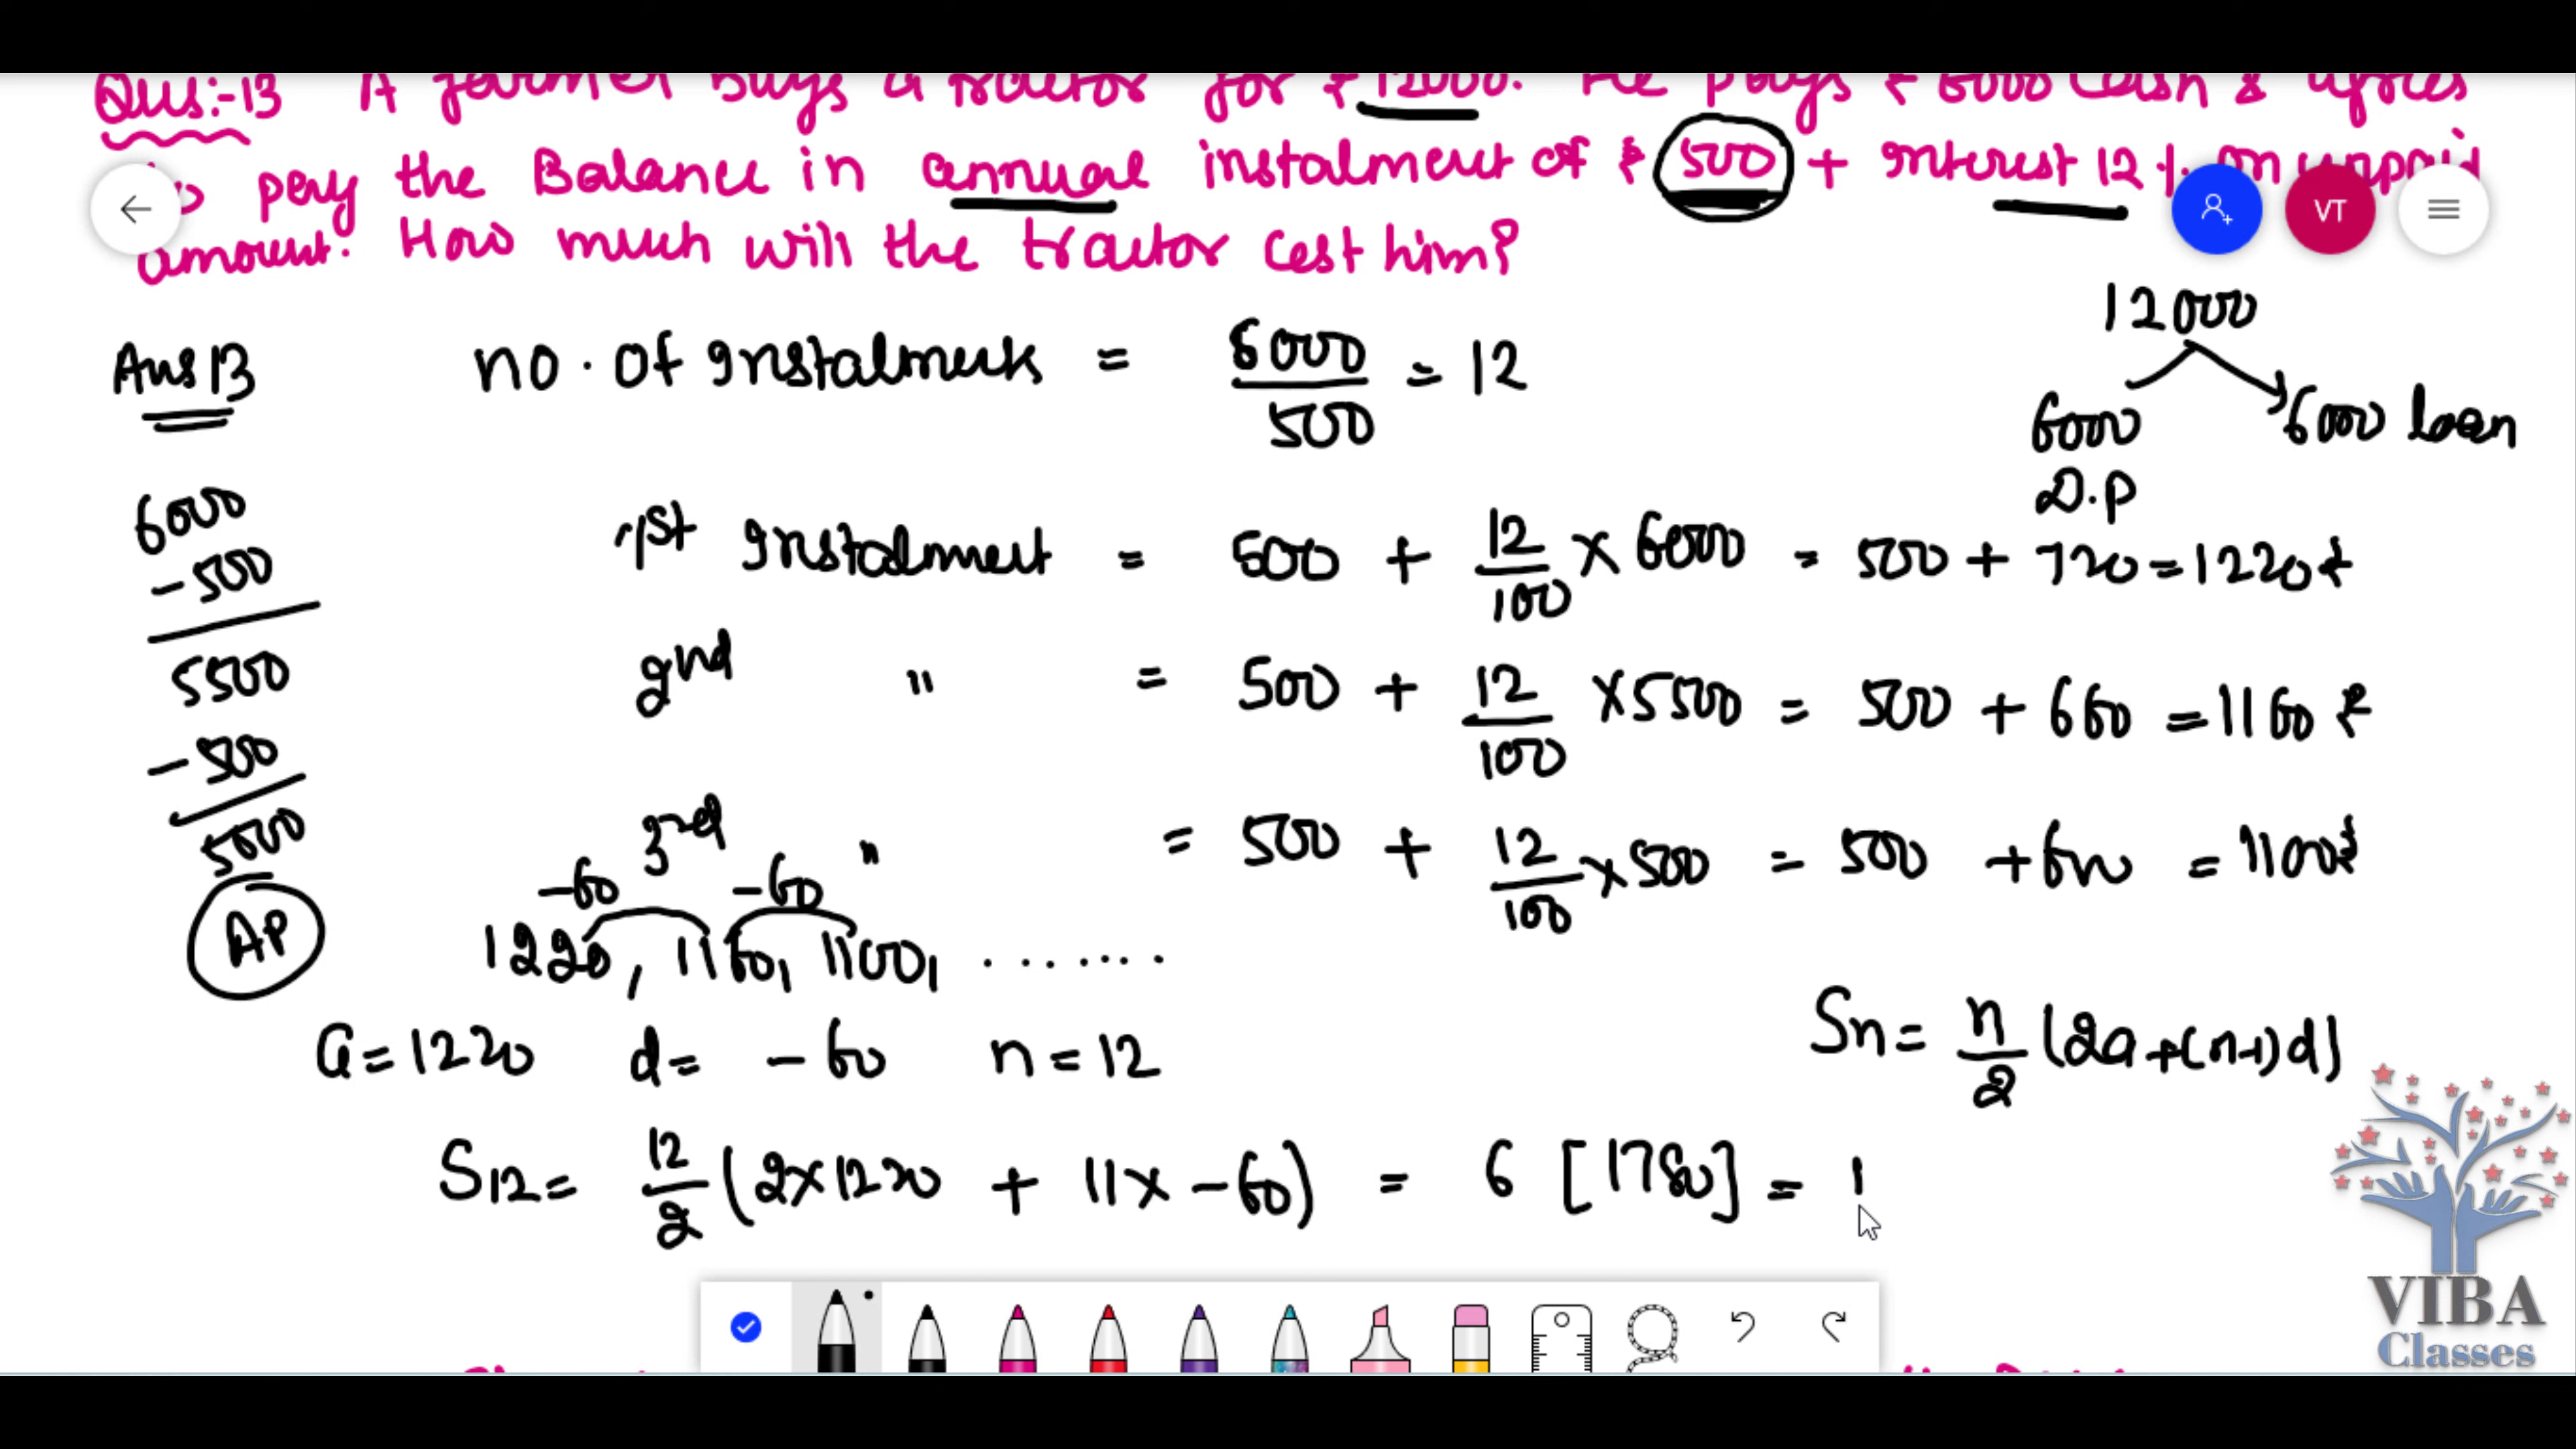 Qus:-13 A farmer Buys a tractor for ₹ 12000. He pays ₹ 6000 Cash & agrees
to pay the Balance in annual instalment of ₹ 500 + interest 12 % on unpaid
amount. How much will the tractor cost him?
12000
6000
6000 loan
D.P
Ans 13
no. of Instalments = 6000/500 = 12
6000
-500
5500
-500
5000
1st Instalment = 500 + 12/100 × 6000 = 500 + 720 = 1220 ₹
2nd " = 500 + 12/100 × 5500 = 500 + 660 = 1160 ₹
3rd " = 500 + 12/100 × 500 = 500 + 600 = 1100 ₹
-60 -60
AP
1220, 1160, 1100, .......
a = 1220 d = - 60 n = 12
Sn = n/2 (2a + (n-1) d)
S12 = 12/2 (2×1220 + 11× -60) = 6 [1780] = 1
VT
VIBA
Classes